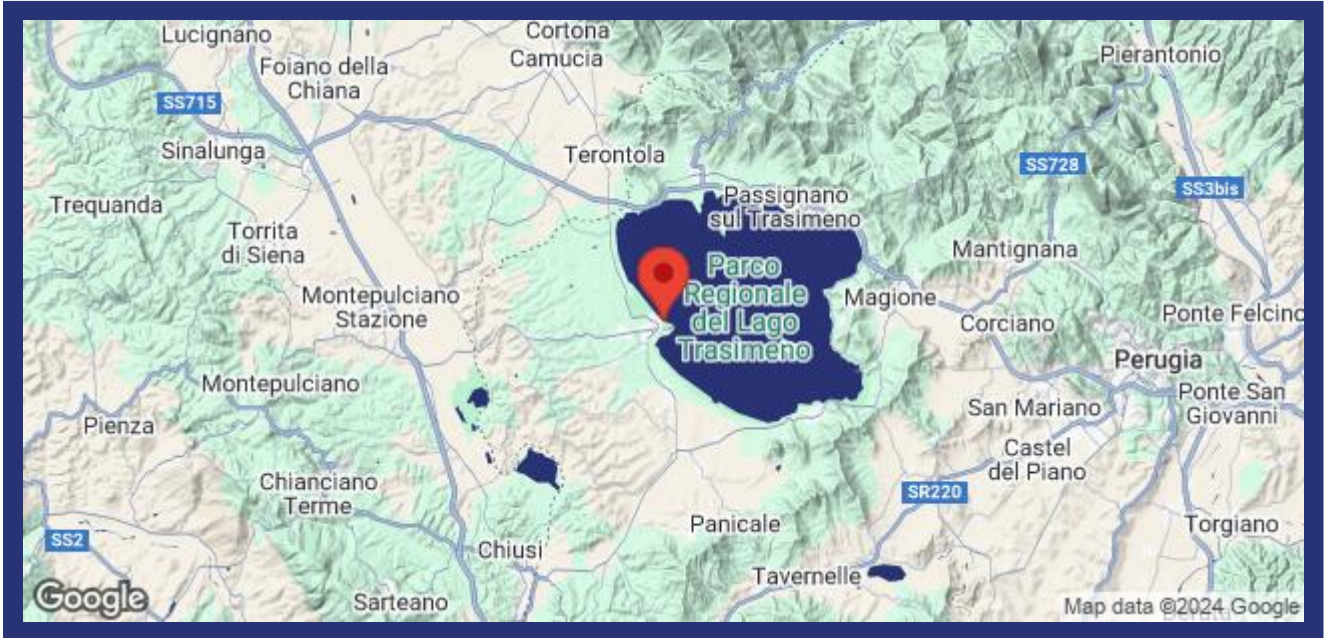 Lucignano
Cortona
Camucia
Pierantonio
Foiano della
Chiana
SS715
Sinalunga
Terontola
SS728
SS3bis
Passignano
sul Trasimeno
Trequanda
Torrita
di Siena
Mantignana
Parco
Regionale
del Lago
Trasimeno
Montepulciano
Stazione
Magione
Corciano
Ponte Felcino
Perugia
Montepulciano
Ponte San
Giovanni
San Mariano
Pienza
Castel
del Piano
Chianciano
Terme
SR220
Panicale
Torgiano
SS2
Chiusi
Tavernelle
Sarteano
Google
Map data ©2024 Google